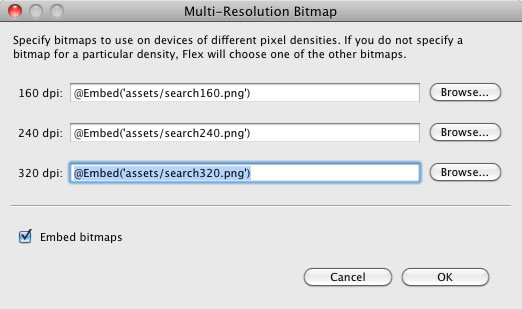 Multi-Resolution Bitmap
Specify bitmaps to use on devices of different pixel densities. If you do not specify a
bitmap for a particular density, Flex will choose one of the other bitmaps.
160 dpi: @Embed('assets/search160.png') Browse...
240 dpi: @Embed('assets/search240.png') Browse...
320 dpi: @Embed('assets/search320.png') Browse...
Embed bitmaps
Cancel OK